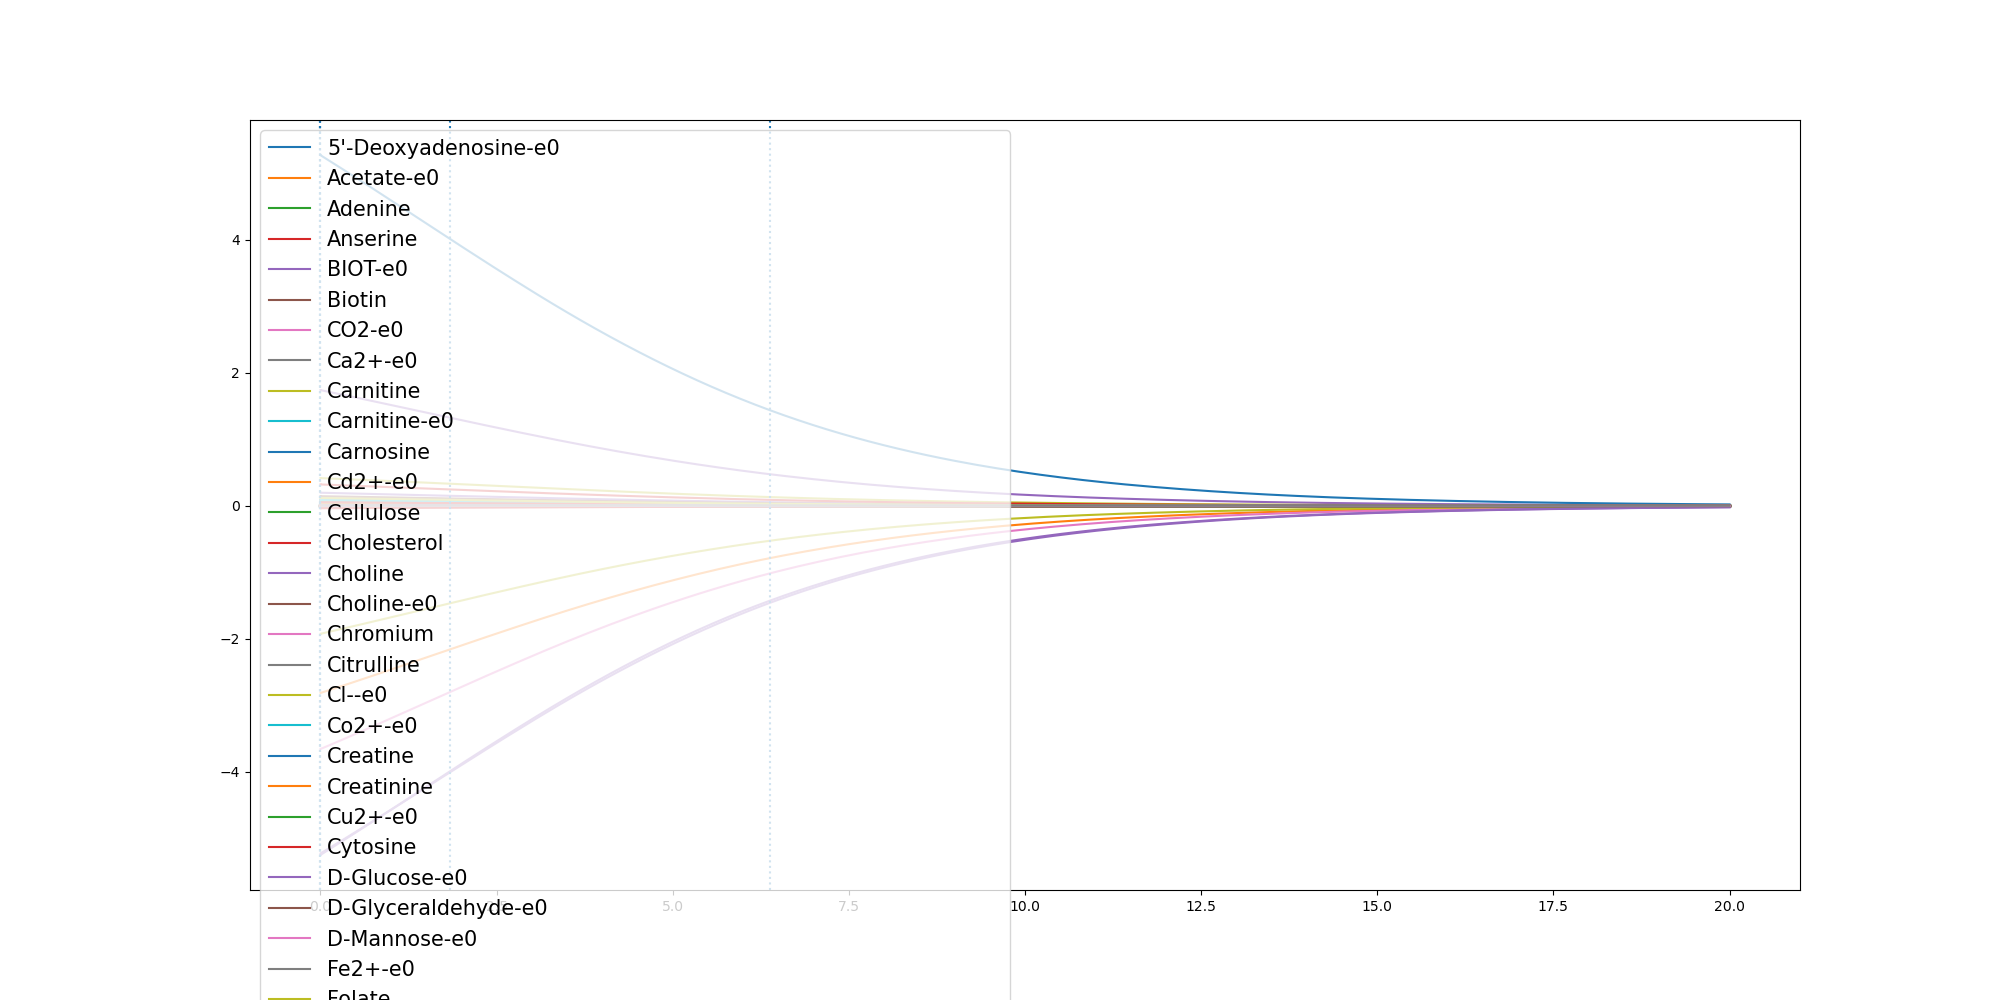 5'-Deoxyadenosine-e0
Acetate-e0
Adenine
Anserine
4
BIOT-e0
Biotin
CO2-e0
Ca2+-e0
2
Carnitine
Carnitine-e0
Carnosine
Cd2+-e0
0
Cellulose
Cholesterol
Choline
Choline-e0
Chromium
−2
Citrulline
Cl--e0
Co2+-e0
Creatine
−4
Creatinine
Cu2+-e0
Cytosine
D-Glucose-e0
D-Glyceraldehyde-e0
0.0 5.0 7.5 10.0 12.5 15.0 17.5 20.0
D-Mannose-e0
Fe2+-e0
Folate